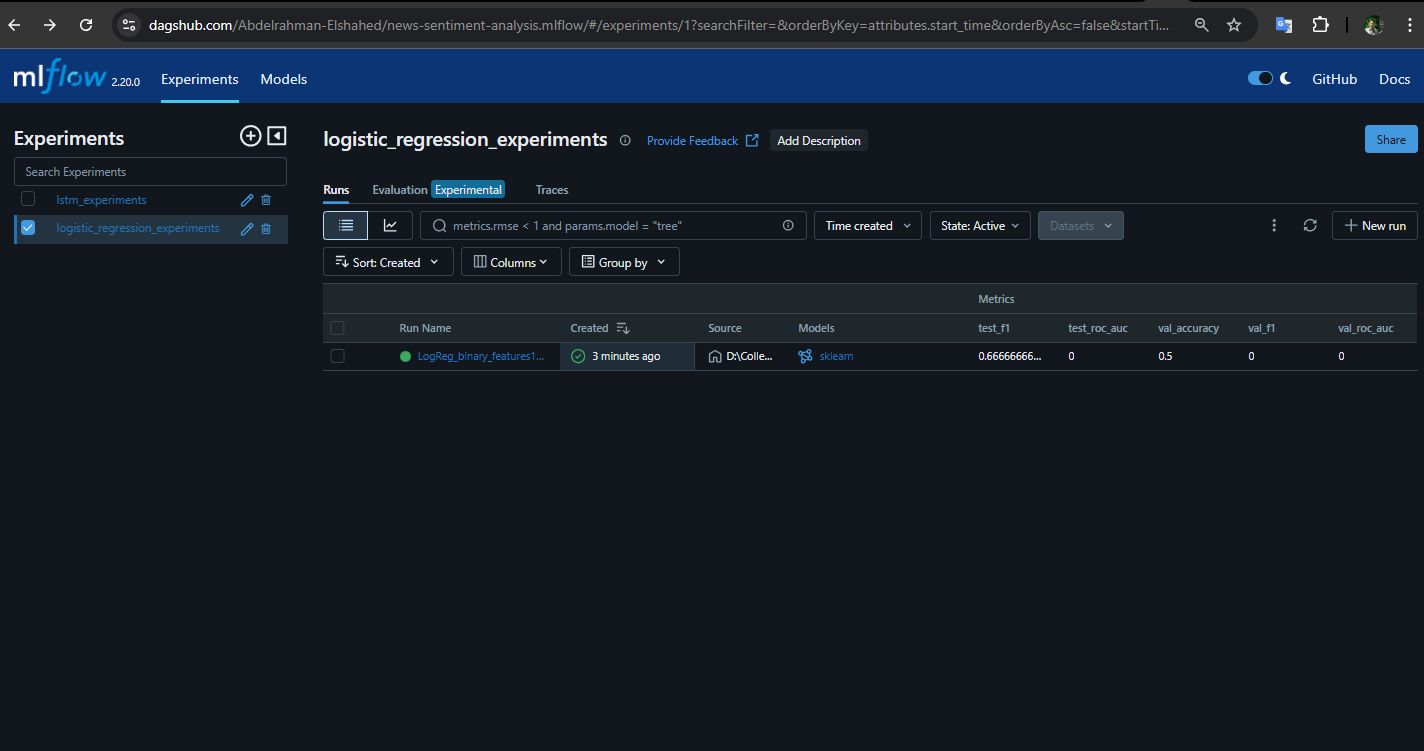 dagshub.com/Abdelrahman-Elshahed/news-sentiment-analysis.mlflow/#/experiments/1?searchFilter=&orderByKey=attributes.start_time&orderByAsc=false&startTi...
mlflow 2.20.0 Experiments Models GitHub Docs
Experiments
Search Experiments
lstm_experiments
logistic_regression_experiments
logistic_regression_experiments Provide Feedback Add Description Share
Runs Evaluation Experimental Traces
metrics.rmse < 1 and params.model = "tree" Time created State: Active Datasets New run
Sort: Created Columns Group by
Metrics
Run Name Created Source Models test_f1 test_roc_auc val_accuracy val_f1 val_roc_auc
LogReg_binary_features1... 3 minutes ago D:\Colle... sklearn 0.66666666... 0 0.5 0 0